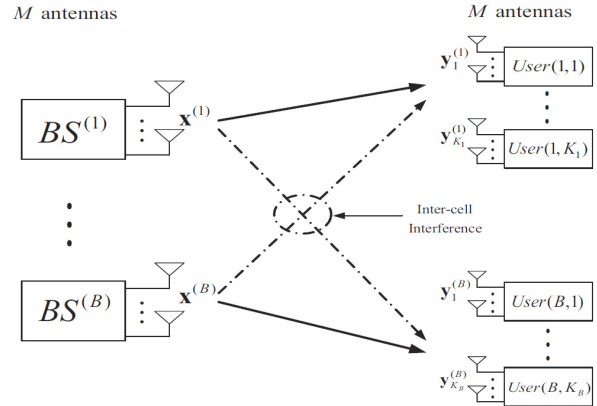 M antennas
M antennas
BS^(1)
x^(1)
y_1^(1)
User(1,1)
y_{K_1}^(1)
User(1,K_1)
Inter-cell
Interference
BS^(B)
x^(B)
y_1^(B)
User(B,1)
y_{K_B}^(B)
User(B,K_B)